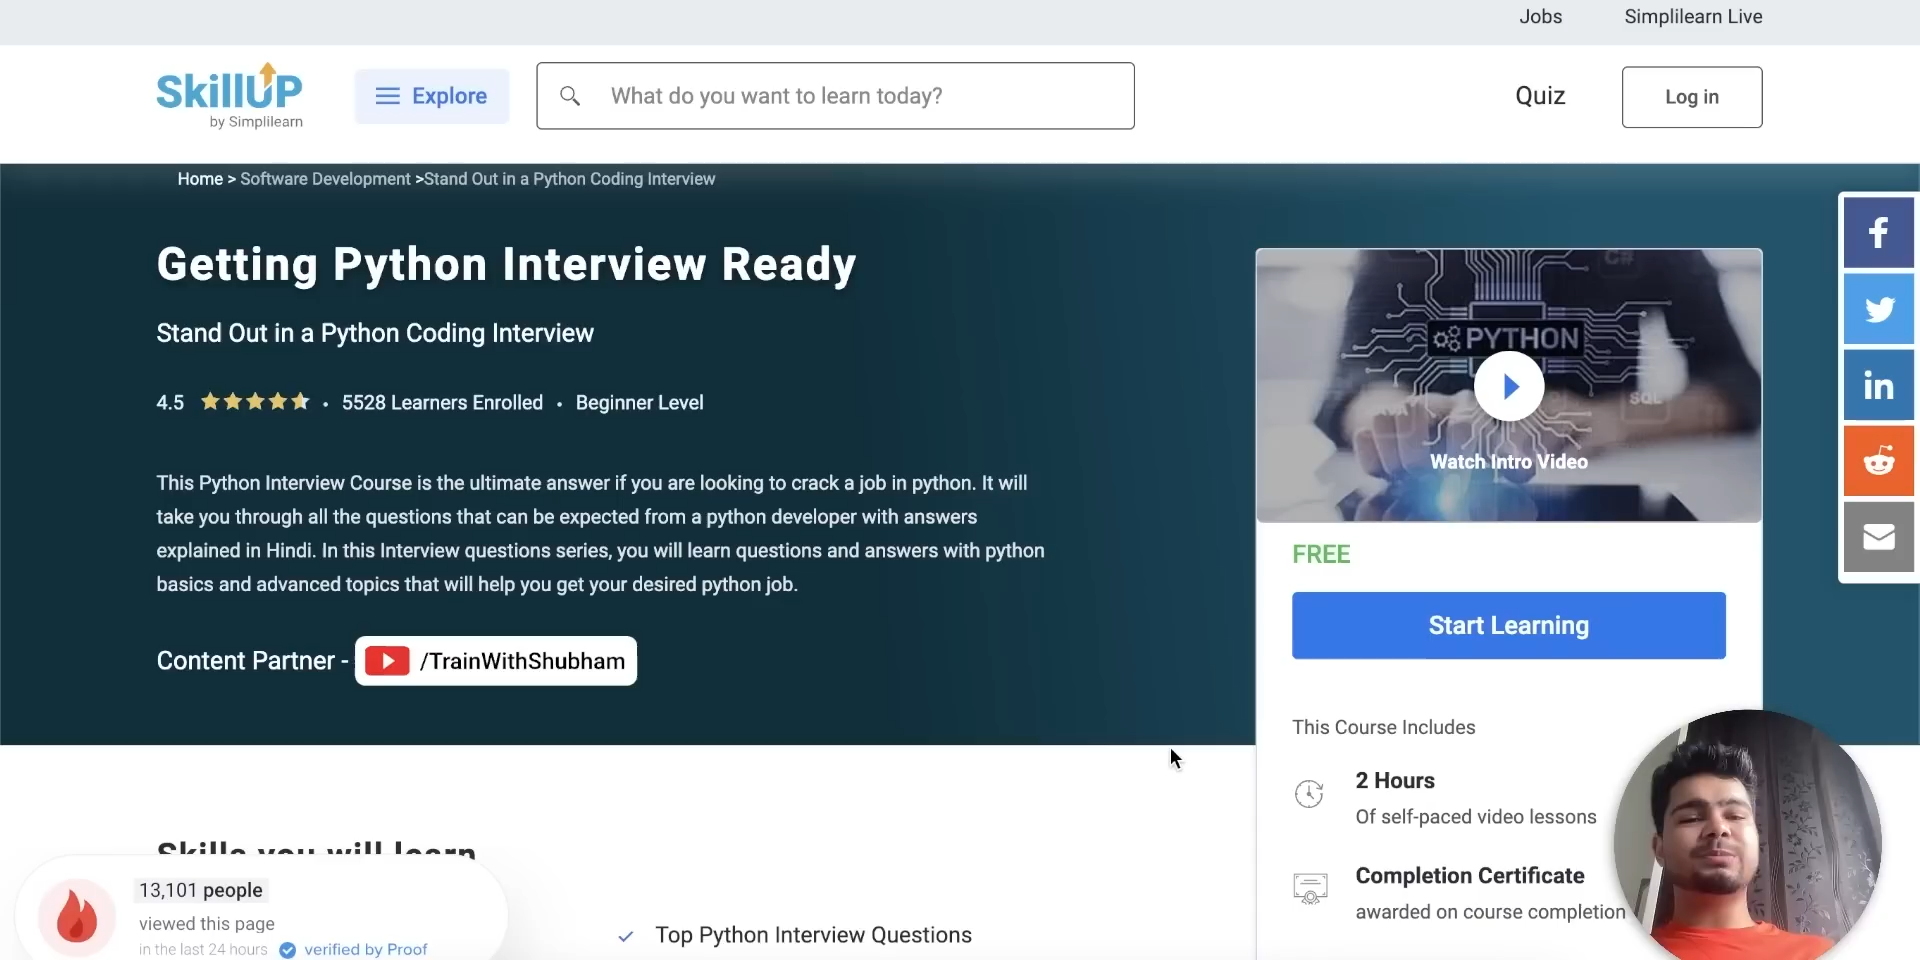 Jobs
Simplilearn Live
SkillUP
by Simplilearn
Explore
What do you want to learn today?
Quiz
Log in
Home > Software Development >Stand Out in a Python Coding Interview
Getting Python Interview Ready
Stand Out in a Python Coding Interview
4.5 • 5528 Learners Enrolled • Beginner Level
This Python Interview Course is the ultimate answer if you are looking to crack a job in python. It will
take you through all the questions that can be expected from a python developer with answers
explained in Hindi. In this Interview questions series, you will learn questions and answers with python
basics and advanced topics that will help you get your desired python job.
Content Partner - /TrainWithShubham
C#
PYTHON
SQL
Watch Intro Video
FREE
Start Learning
This Course Includes
2 Hours
Of self-paced video lessons
Completion Certificate
awarded on course completion
f
in
Skills you will learn
Top Python Interview Questions
13,101 people
viewed this page
in the last 24 hours verified by Proof